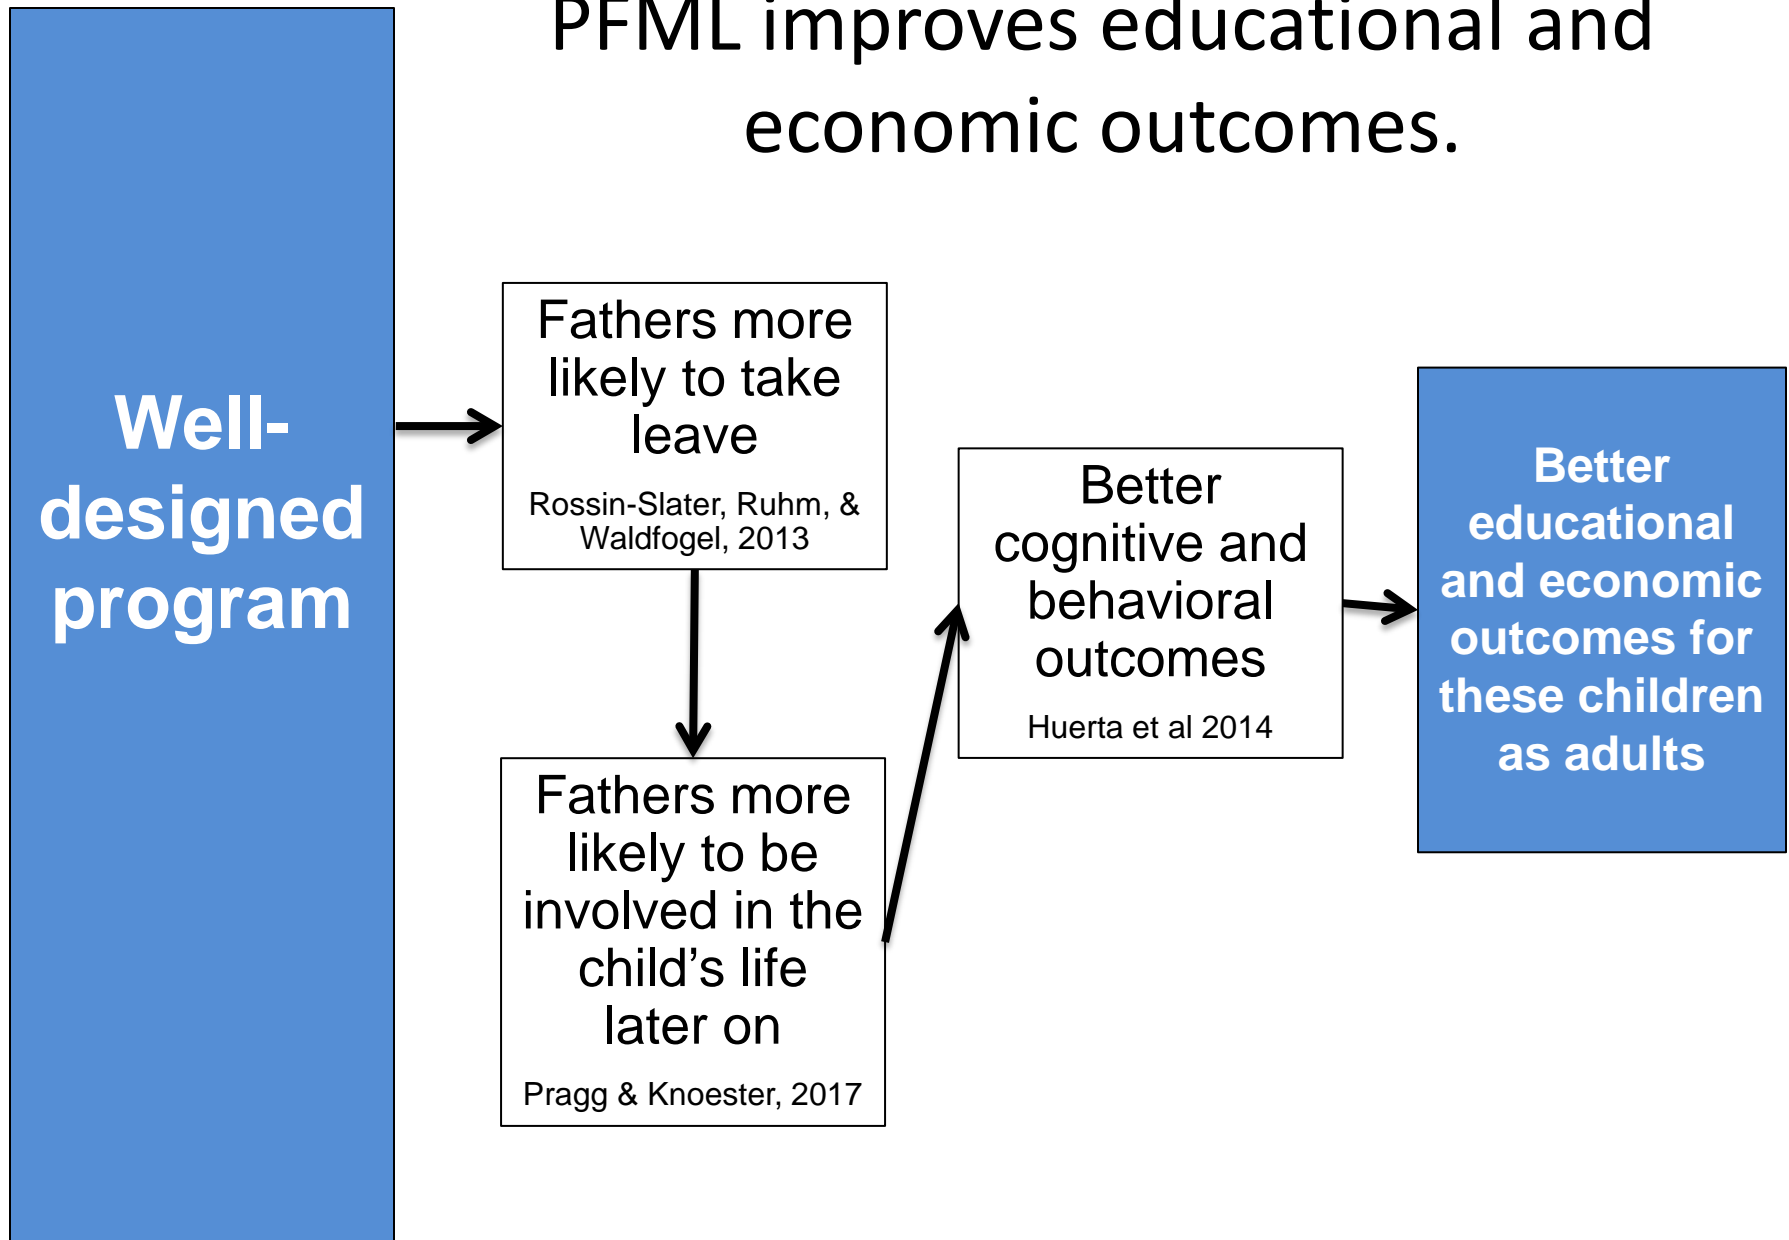 PFML improves educational and
economic outcomes.
Well-
designed
program
Fathers more
likely to take
leave
Rossin-Slater, Ruhm, &
Waldfogel, 2013
Fathers more
likely to be
involved in the
child’s life
later on
Pragg & Knoester, 2017
Better
cognitive and
behavioral
outcomes
Huerta et al 2014
Better
educational
and economic
outcomes for
these children
as adults